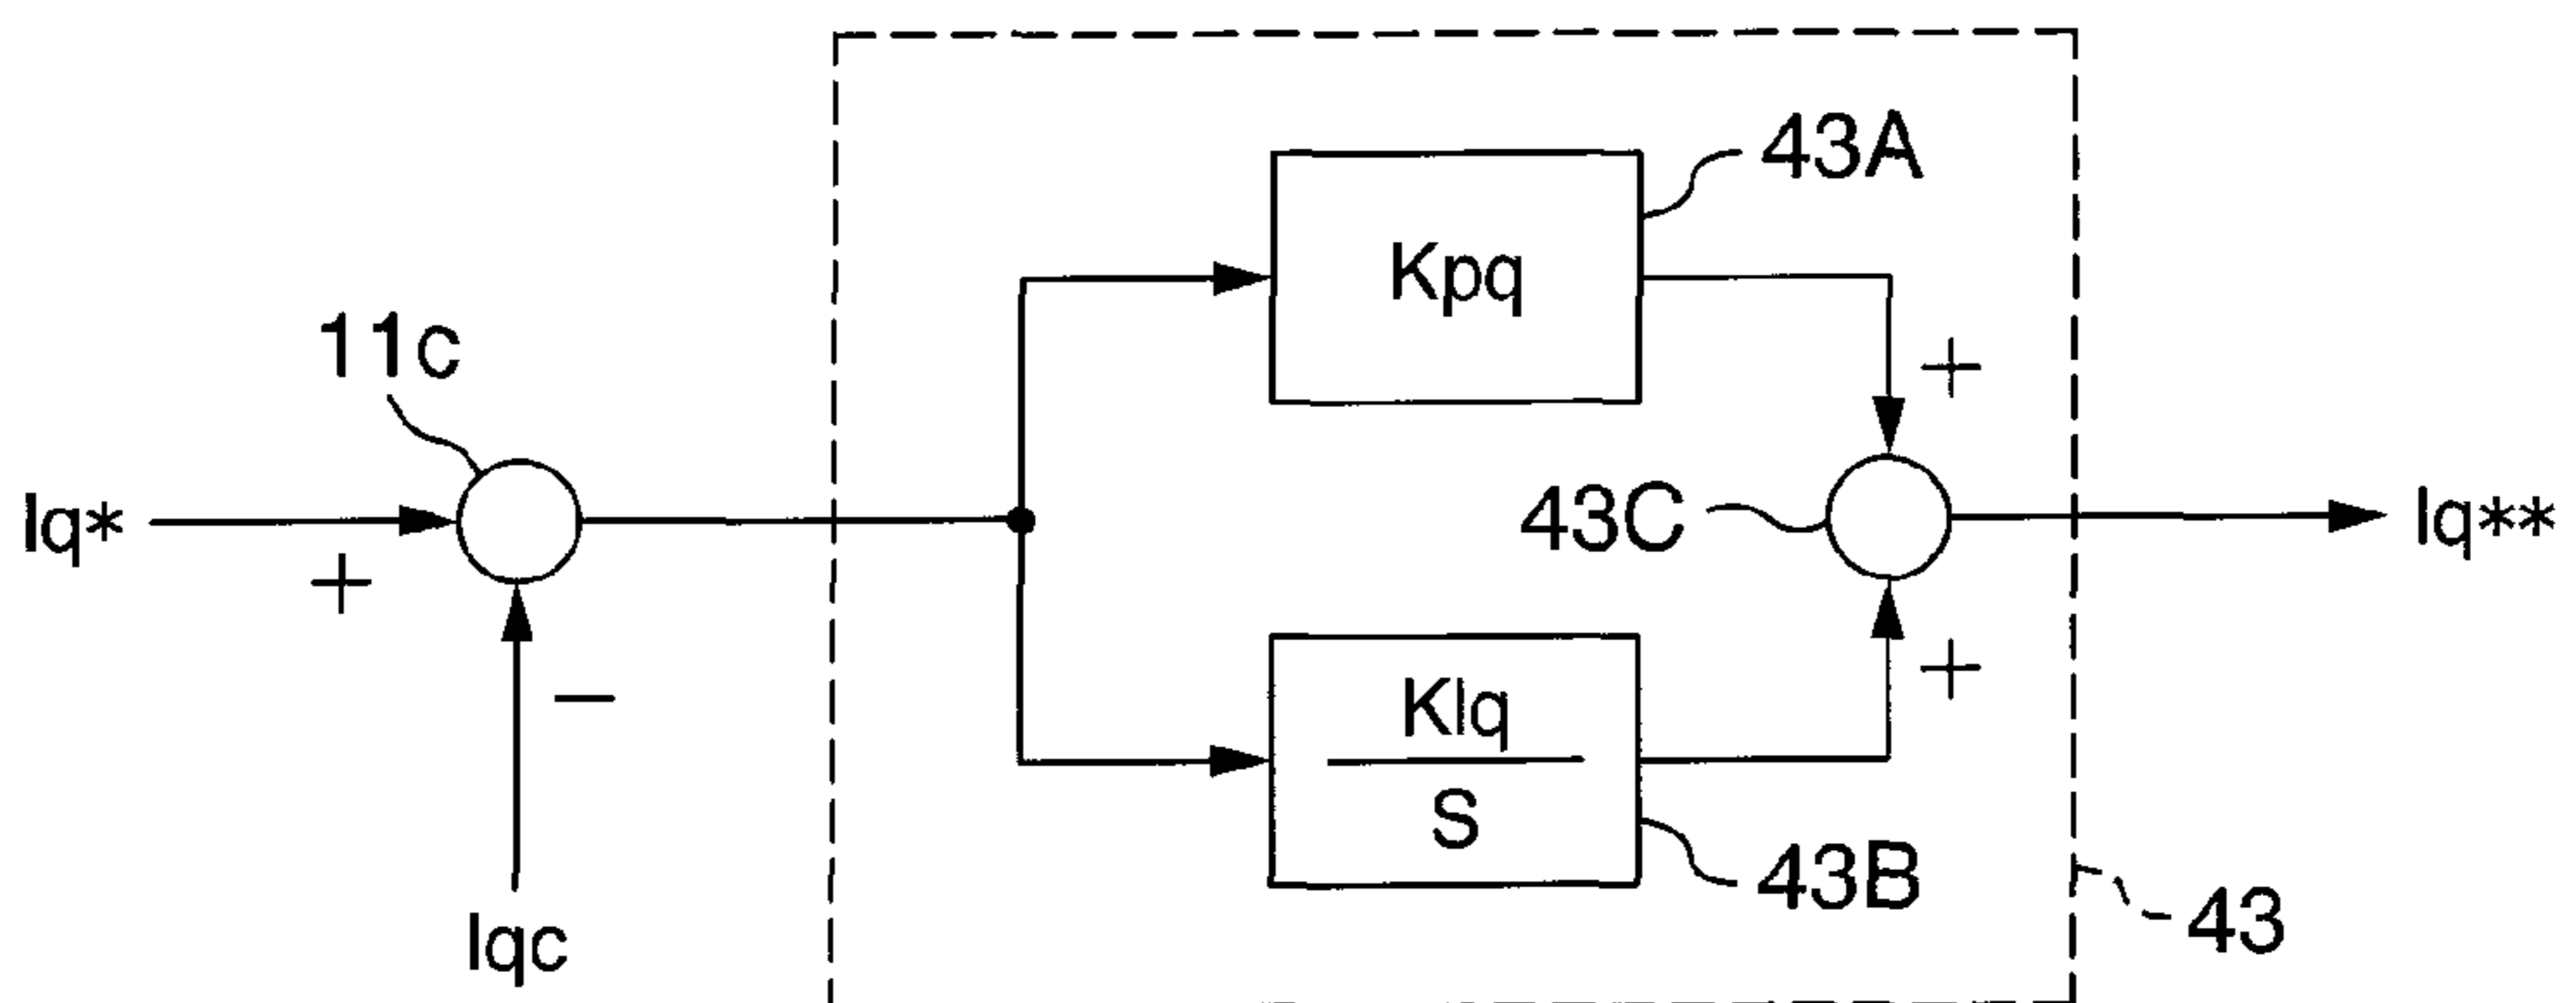 43A
Kpq
11c
+
Iq*
+
43C
Iq**
−
+
KIq
S
43B
43
Iqc